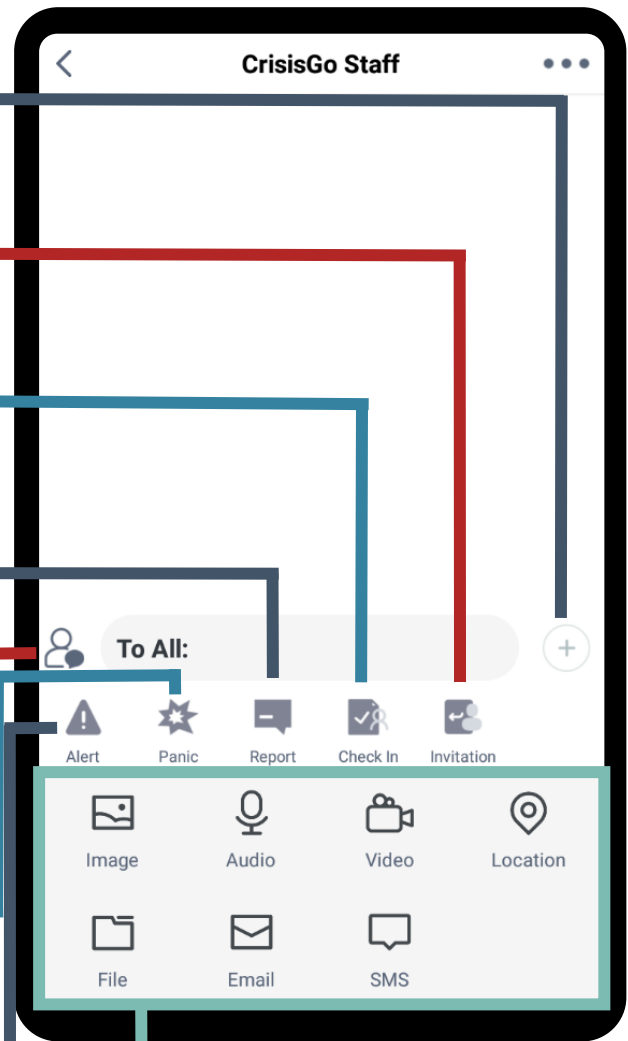 CrisisGo Staff
To All:
Alert Panic Report Check In Invitation
Image Audio Video Location
File Email SMS